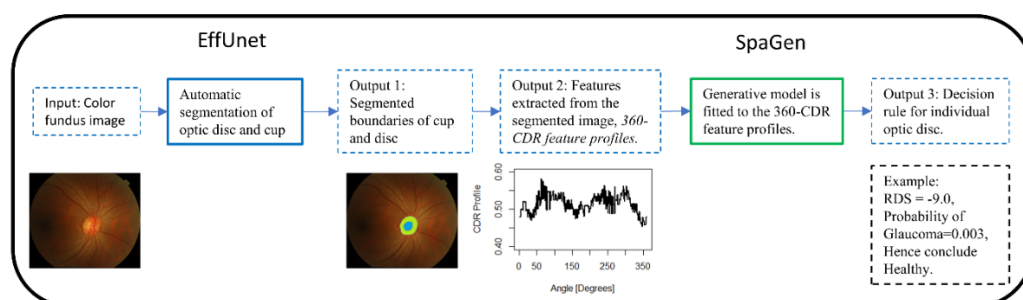 EffUnet
SpaGen
Input: Color
fundus image
Automatic
segmentation of
optic disc and cup
Output 1:
Segmented
boundaries of cup
and disc
Output 2: Features
extracted from the
segmented image, 360-
CDR feature profiles.
Generative model is
fitted to the 360-CDR
feature profiles.
Output 3: Decision
rule for individual
optic disc.
CDR Profile
0.60
0.50
0.40
0 50 150 250 350
Angle [Degrees]
Example:
RDS = -9.0,
Probability of
Glaucoma=0.003,
Hence conclude
Healthy.